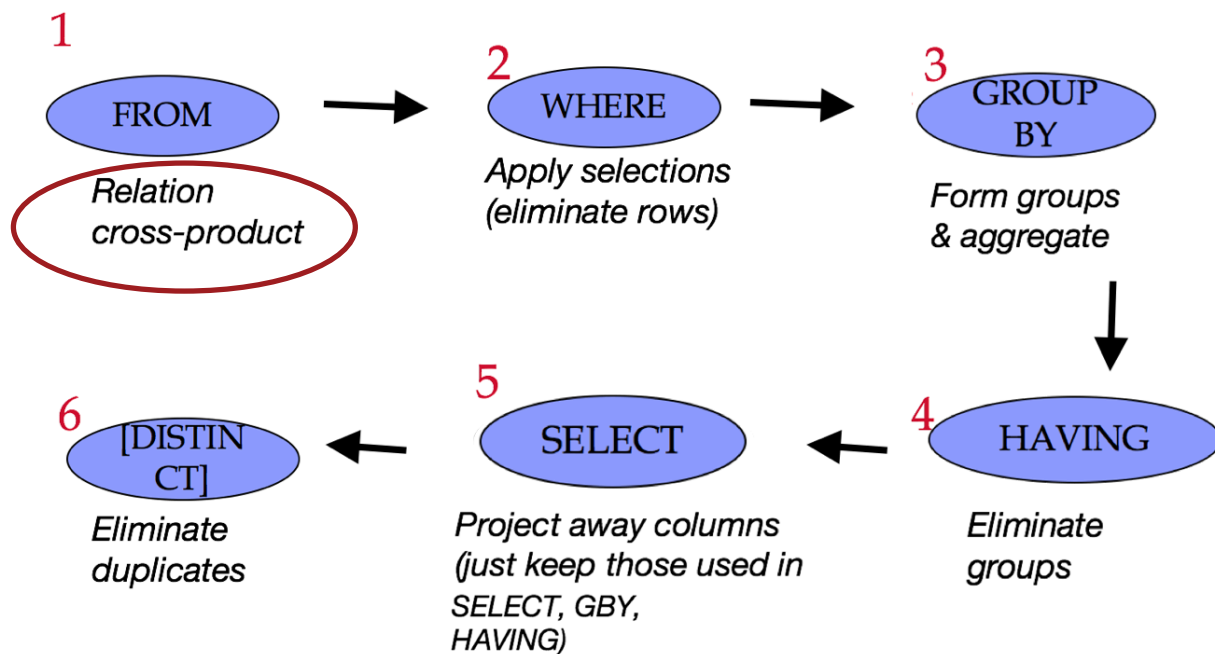 1
FROM
Relation
cross-product
2
WHERE
Apply selections
(eliminate rows)
3
GROUP
BY
Form groups
& aggregate
4
HAVING
Eliminate
groups
5
SELECT
Project away columns
(just keep those used in
SELECT, GBY,
HAVING)
6
[DISTIN
CT]
Eliminate
duplicates